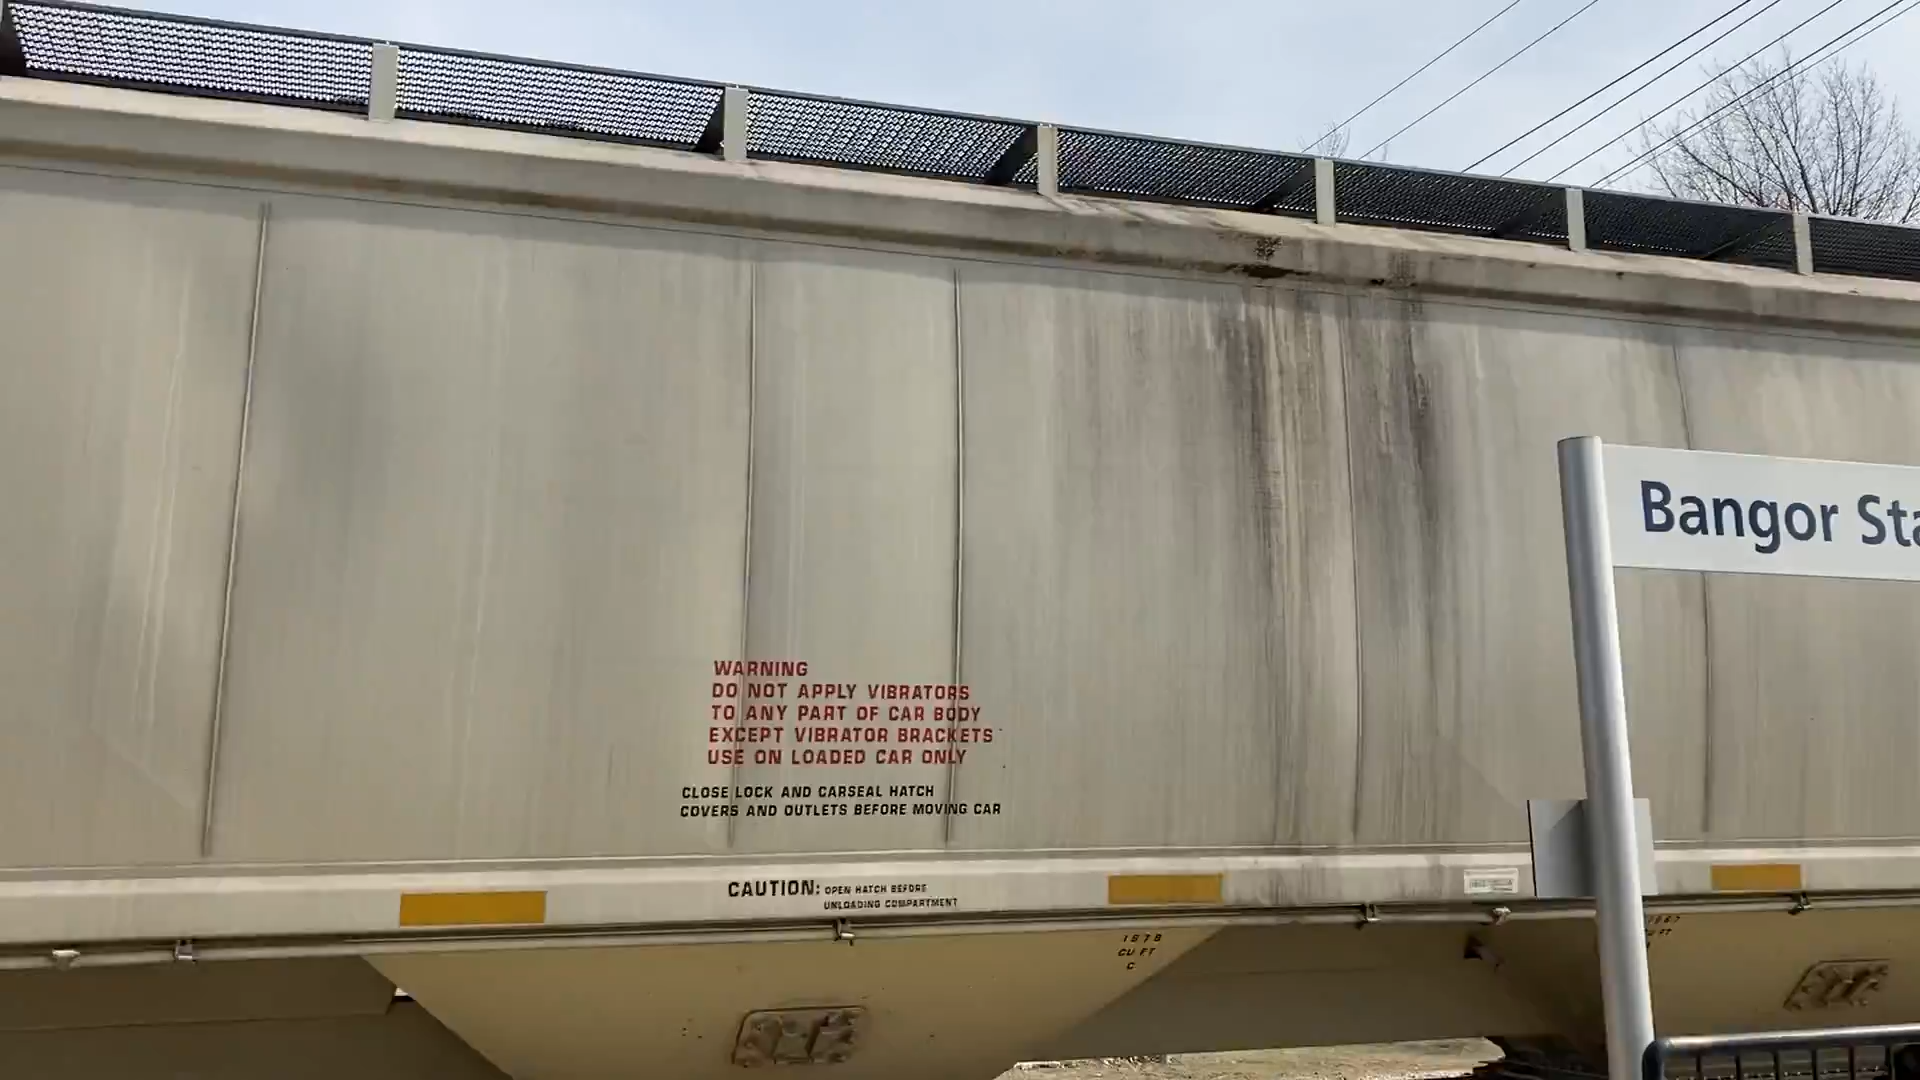 Bangor Sta
WARNING
DO NOT APPLY VIBRATORS
TO ANY PART OF CAR BODY
EXCEPT VIBRATOR BRACKETS
USE ON LOADED CAR ONLY
CLOSE LOCK AND CARSEAL HATCH
COVERS AND OUTLETS BEFORE MOVING CAR
CAUTION: OPEN HATCH BEFORE
UNLOADING COMPARTMENT
1878
CU FT
C